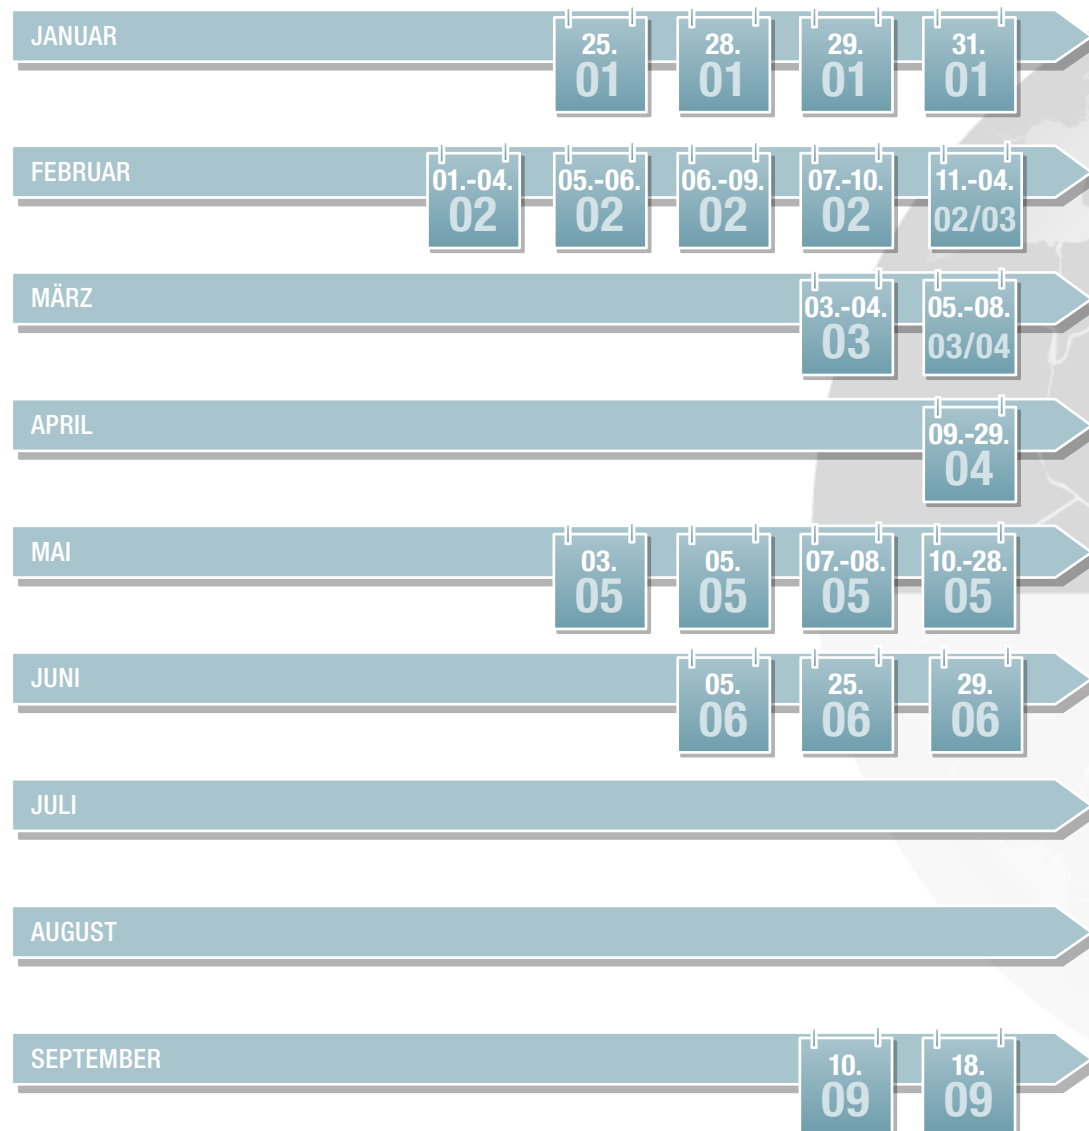 JANUAR
25. 28. 29. 31.
01 01 01 01
FEBRUAR
01.-04. 05.-06. 06.-09. 07.-10. 11.-04.
02 02 02 02 02/03
MÄRZ
03.-04. 05.-08.
03 03/04
APRIL
09.-29.
04
MAI
03. 05. 07.-08. 10.-28.
05 05 05 05
JUNI
05. 25. 29.
06 06 06
JULI
AUGUST
SEPTEMBER
10. 18.
09 09